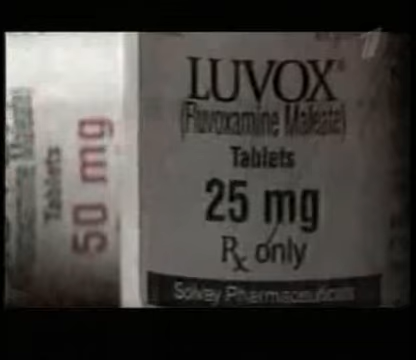 Tablets
50 mg
LUVOX®
(Fluvoxamine Maleate)
Tablets
25 mg
Rx only
Solvay Pharmaceuticals